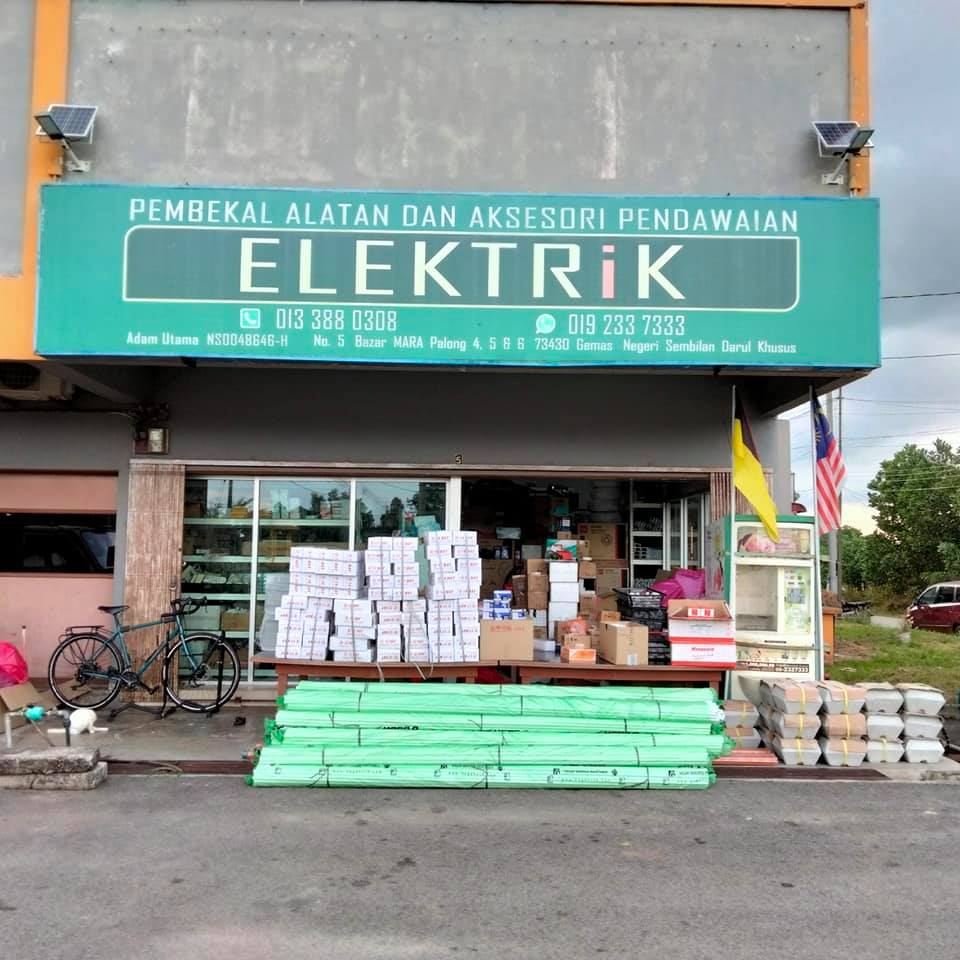 PEMBEKAL ALATAN DAN AKSESORI PENDAWAIAN
ELEKTRiK
013 388 0308 019 233 7333
Adam Utama NS0048646-H No. 5 Bazar MARA Palong 4, 5 & 6 73430 Gemas Negeri Sembilan Darul Khusus
5